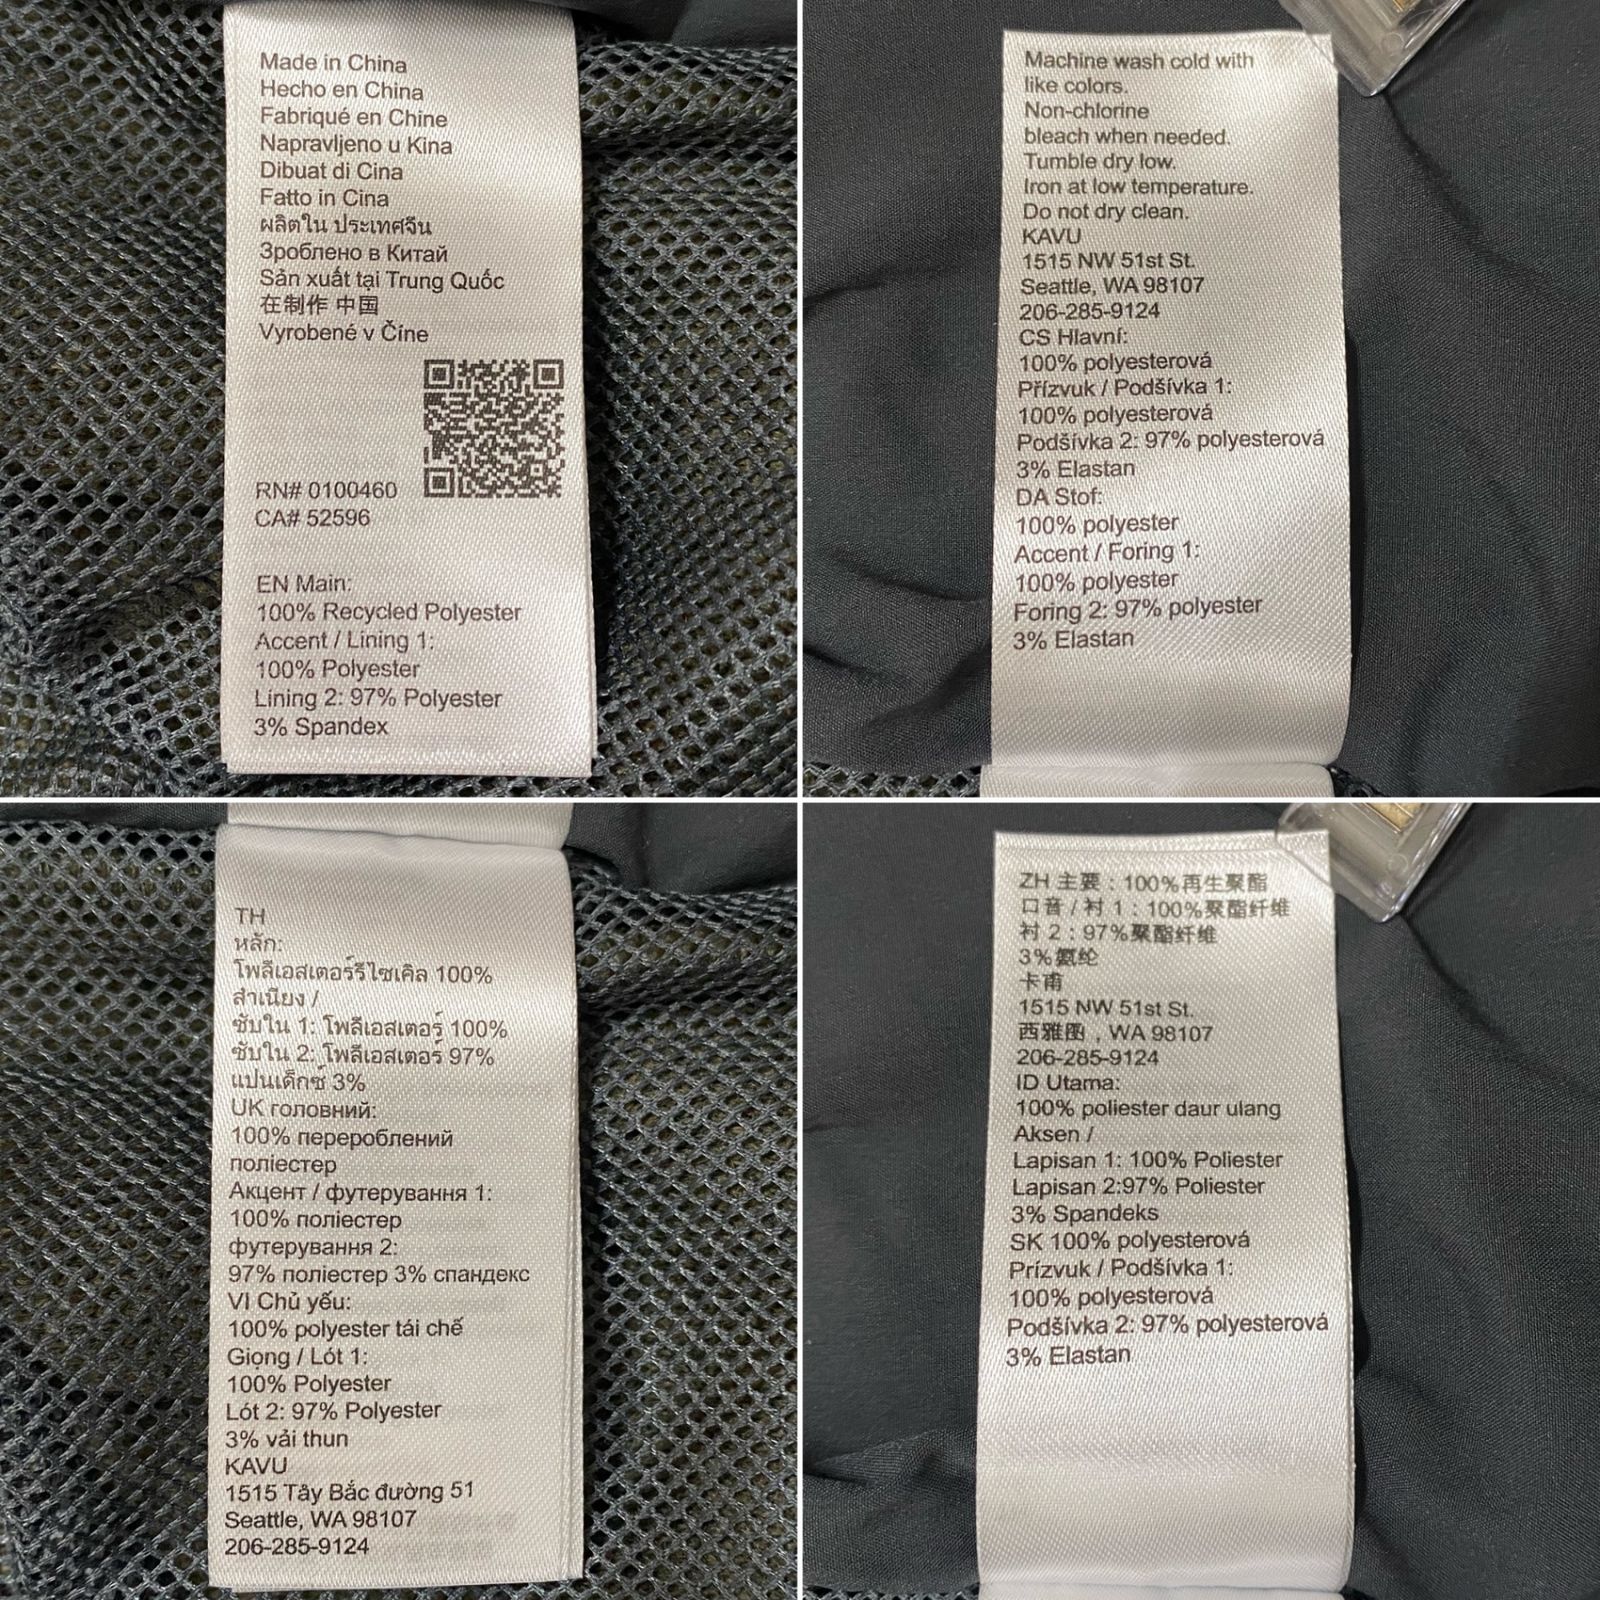 Made in China
Hecho en China
Fabriqué en Chine
Napravljeno u Kina
Dibuat di Cina
Fatto in Cina
ผลิตใน ประเทศจีน
Зроблено в Китай
Sản xuất tại Trung Quốc
在制作 中国
Vyrobené v Číne
RN# 0100460
CA# 52596
EN Main:
100% Recycled Polyester
Accent / Lining 1:
100% Polyester
Lining 2: 97% Polyester
3% Spandex
Machine wash cold with
like colors.
Non-chlorine
bleach when needed.
Tumble dry low.
Iron at low temperature.
Do not dry clean.
KAVU
1515 NW 51st St.
Seattle, WA 98107
206-285-9124
CS Hlavní:
100% polyesterová
Přízvuk / Podšívka 1:
100% polyesterová
Podšívka 2: 97% polyesterová
3% Elastan
DA Stof:
100% polyester
Accent / Foring 1:
100% polyester
Foring 2: 97% polyester
3% Elastan
TH
หลัก:
โพลีเอสเตอร์รีไซเคิล 100%
สำเนียง /
ซับใน 1: โพลีเอสเตอร์ 100%
ซับใน 2: โพลีเอสเตอร์ 97%
แปนเด็กซ์ 3%
UK головний:
100% перероблений
поліестер
Акцент / футерування 1:
100% поліестер
футерування 2:
97% поліестер 3% спандекс
VI Chủ yếu:
100% polyester tái chế
Giọng / Lót 1:
100% Polyester
Lót 2: 97% Polyester
3% vải thun
KAVU
1515 Tây Bắc đường 51
Seattle, WA 98107
206-285-9124
ZH 主要：100%再生聚酯
口音 / 衬 1：100%聚酯纤维
衬 2：97%聚酯纤维
3%氨纶
卡甫
1515 NW 51st St.
西雅图，WA 98107
206-285-9124
ID Utama:
100% poliester daur ulang
Aksen /
Lapisan 1: 100% Poliester
Lapisan 2:97% Poliester
3% Spandeks
SK 100% polyesterová
Prízvuk / Podšívka 1:
100% polyesterová
Podšívka 2: 97% polyesterová
3% Elastan